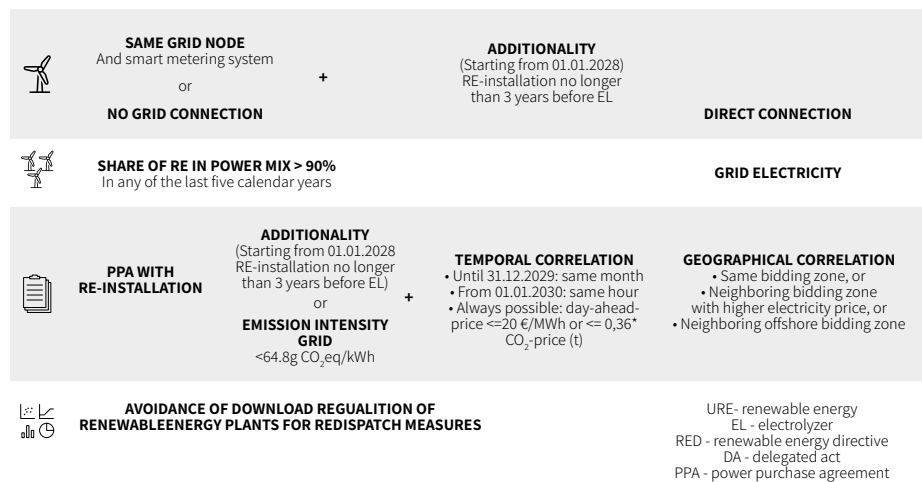 SAME GRID NODE
And smart metering system
or
NO GRID CONNECTION
+
ADDITIONALITY
(Starting from 01.01.2028)
RE-installation no longer
than 3 years before EL
DIRECT CONNECTION
SHARE OF RE IN POWER MIX > 90%
In any of the last five calendar years
GRID ELECTRICITY
PPA WITH
RE-INSTALLATION
ADDITIONALITY
(Starting from 01.01.2028
RE-installation no longer
than 3 years before EL)
or
EMISSION INTENSITY
GRID
<64.8g CO₂eq/kWh
+
TEMPORAL CORRELATION
• Until 31.12.2029: same month
• From 01.01.2030: same hour
• Always possible: day-ahead-
price <=20 €/MWh or <= 0,36*
CO₂-price (t)
GEOGRAPHICAL CORRELATION
• Same bidding zone, or
• Neighboring bidding zone
with higher electricity price, or
• Neighboring offshore bidding zone
AVOIDANCE OF DOWNLOAD REGUALITION OF
RENEWABLEENERGY PLANTS FOR REDISPATCH MEASURES
URE- renewable energy
EL - electrolyzer
RED - renewable energy directive
DA - delegated act
PPA - power purchase agreement